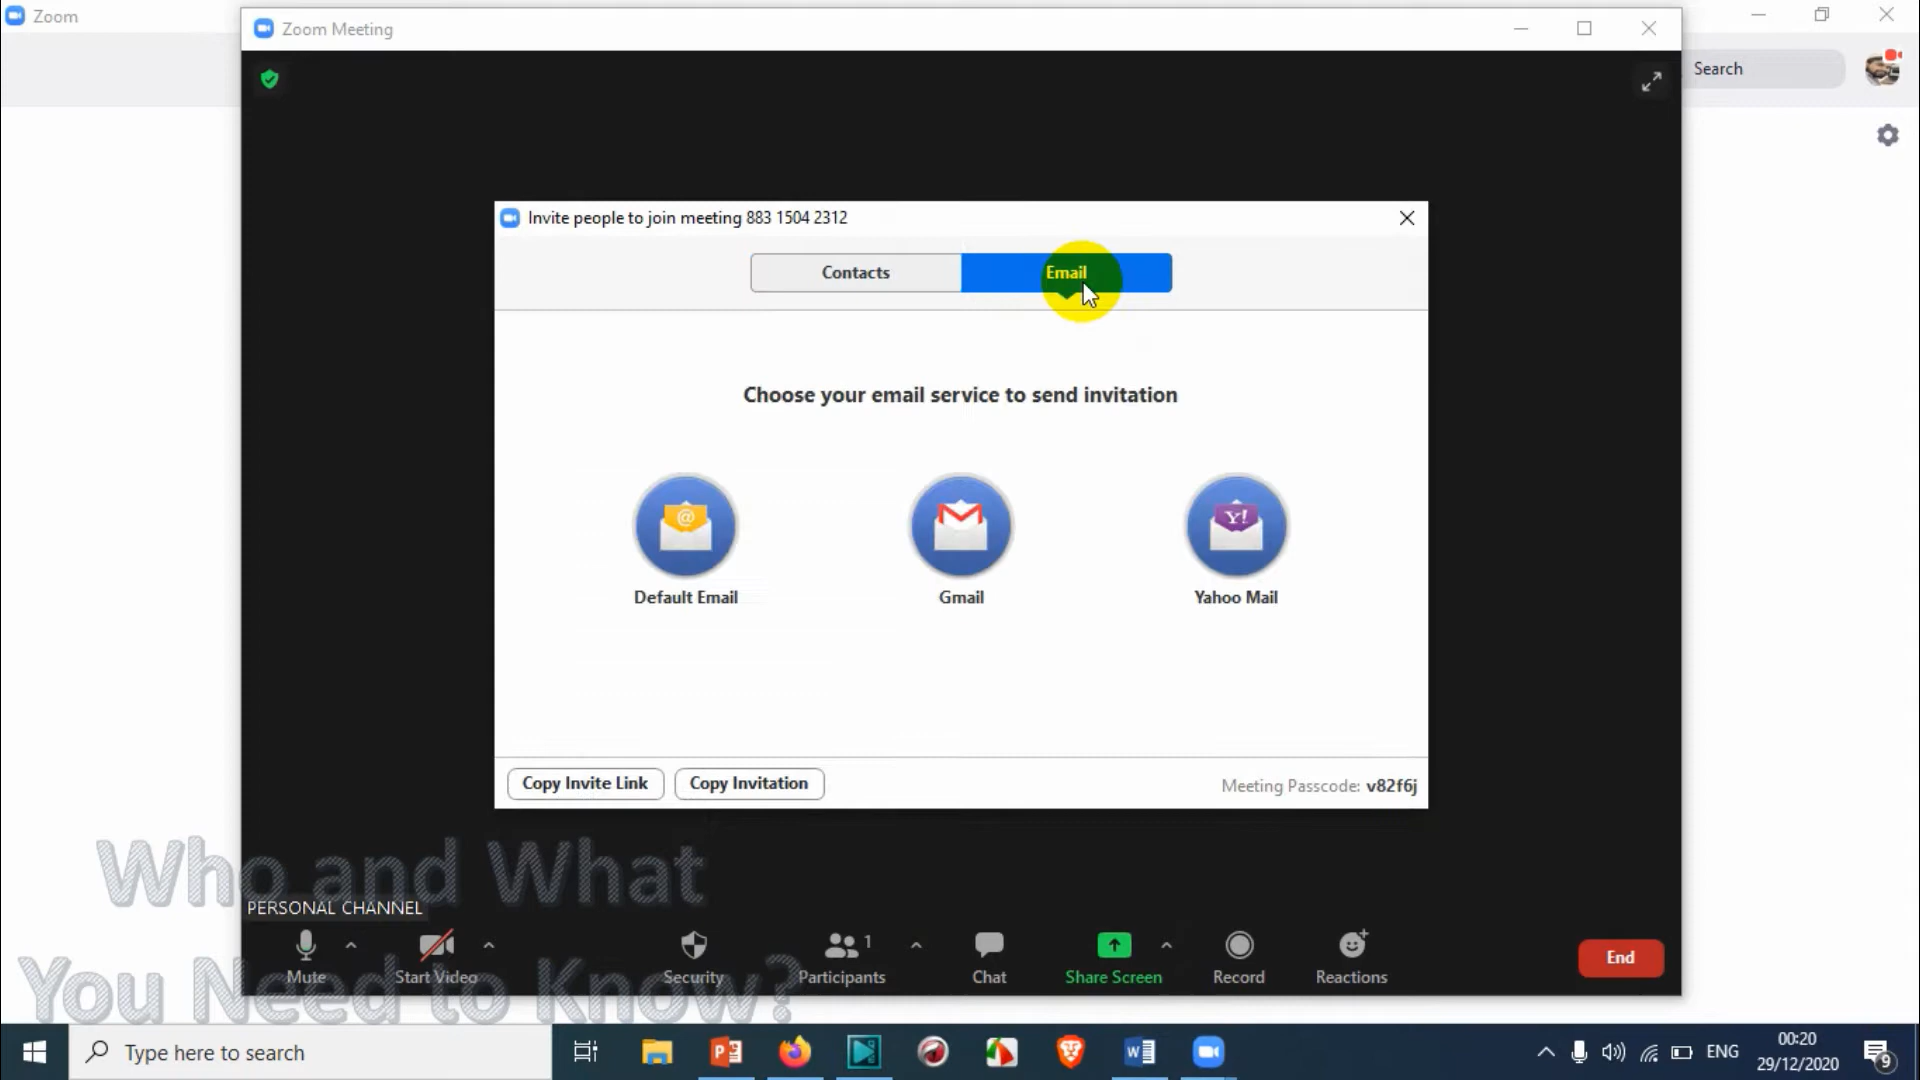 Zoom
Zoom Meeting
Search
Invite people to join meeting 883 1504 2312
Contacts
Email
Choose your email service to send invitation
@
Y!
Default Email
Gmail
Yahoo Mail
Copy Invite Link
Copy Invitation
Meeting Passcode: v82f6j
Who and What
You Need to Know?
PERSONAL CHANNEL
1
Mute
Start Video
Security
Participants
Chat
Share Screen
Record
Reactions
End
Type here to search
ENG
00:20
29/12/2020
9